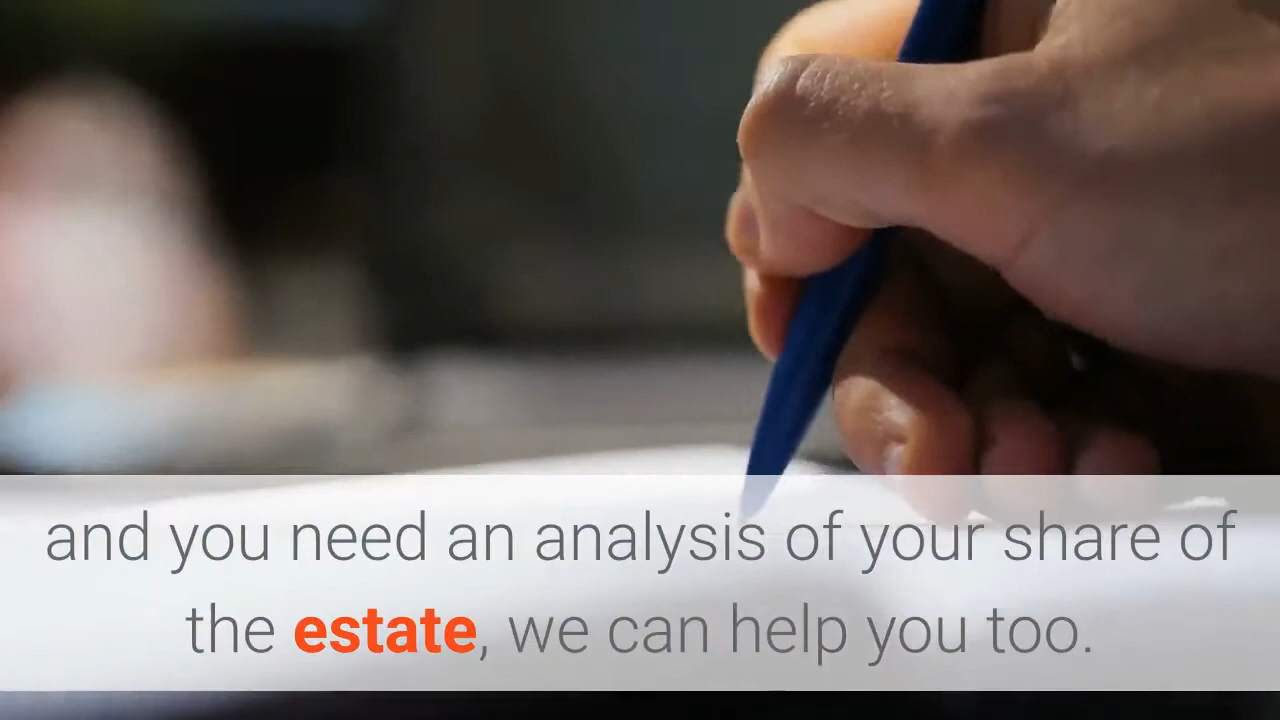 and you need an analysis of your share of
the estate, we can help you too.